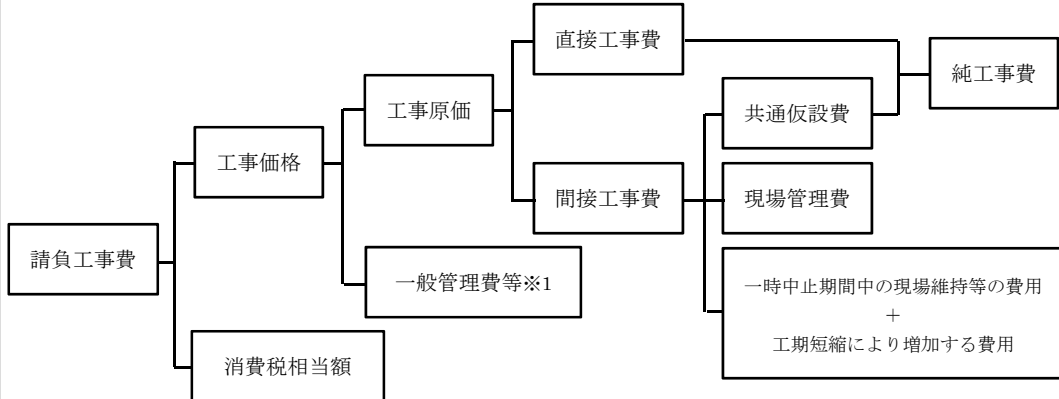 直接工事費
純工事費
工事原価
共通仮設費
工事価格
間接工事費
現場管理費
請負工事費
一般管理費等※1
一時中止期間中の現場維持等の費用
+
工期短縮により増加する費用
消費税相当額